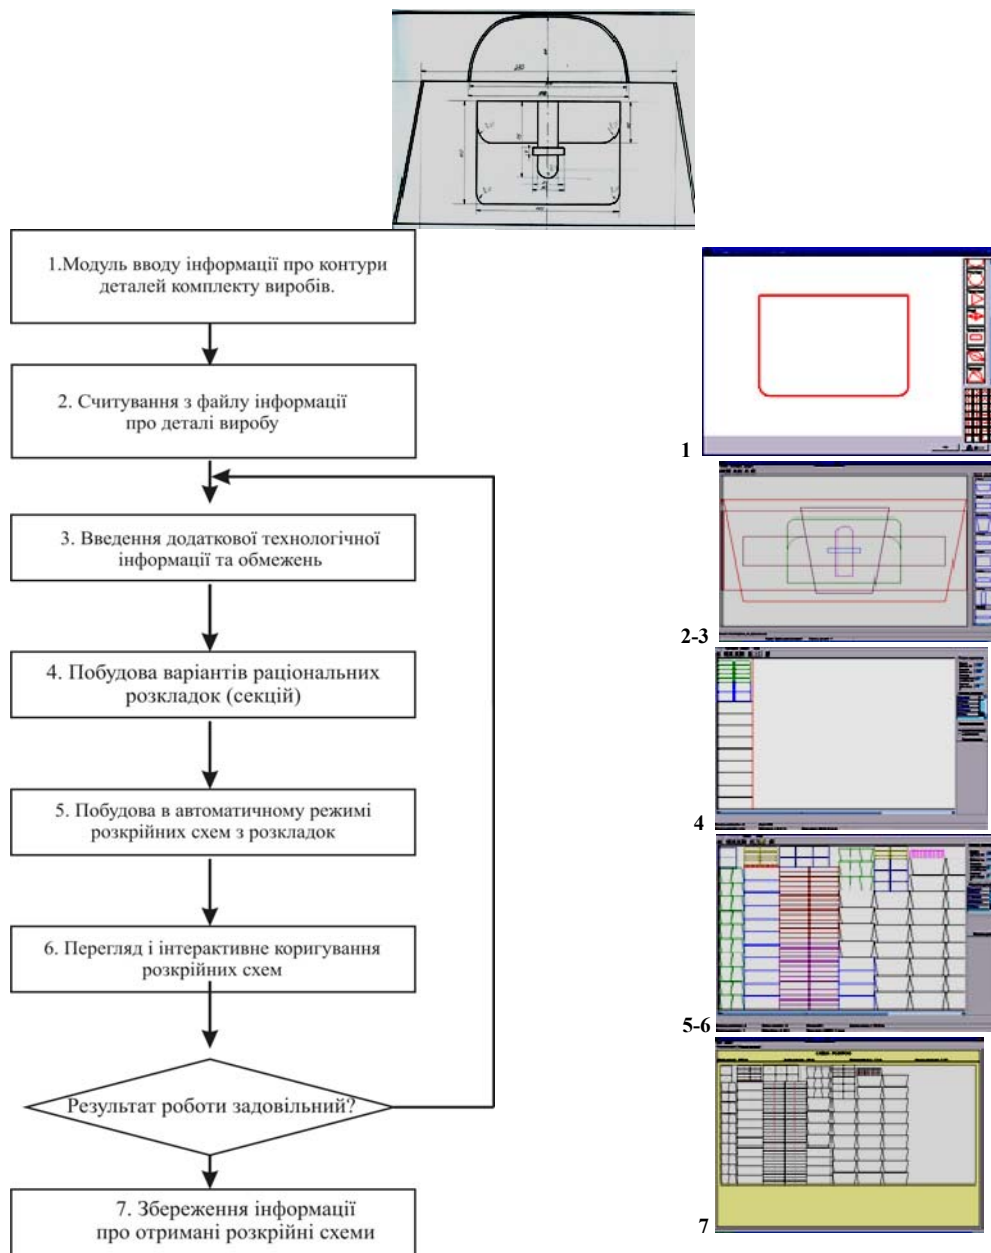 1.Модуль вводу інформації про контури
деталей комплекту виробів.
2. Считування з файлу інформації
про деталі виробу
3. Введення додаткової технологічної
інформації та обмежень
4. Побудова варіантів раціональних
розкладок (секцій)
5. Побудова в автоматичному режимі
розкрійних схем з розкладок
6. Перегляд і інтерактивне коригування
розкрійних схем
Результат роботи задовільний?
7. Збереження інформації
про отримані розкрійні схеми
1
2-3
4
5-6
7